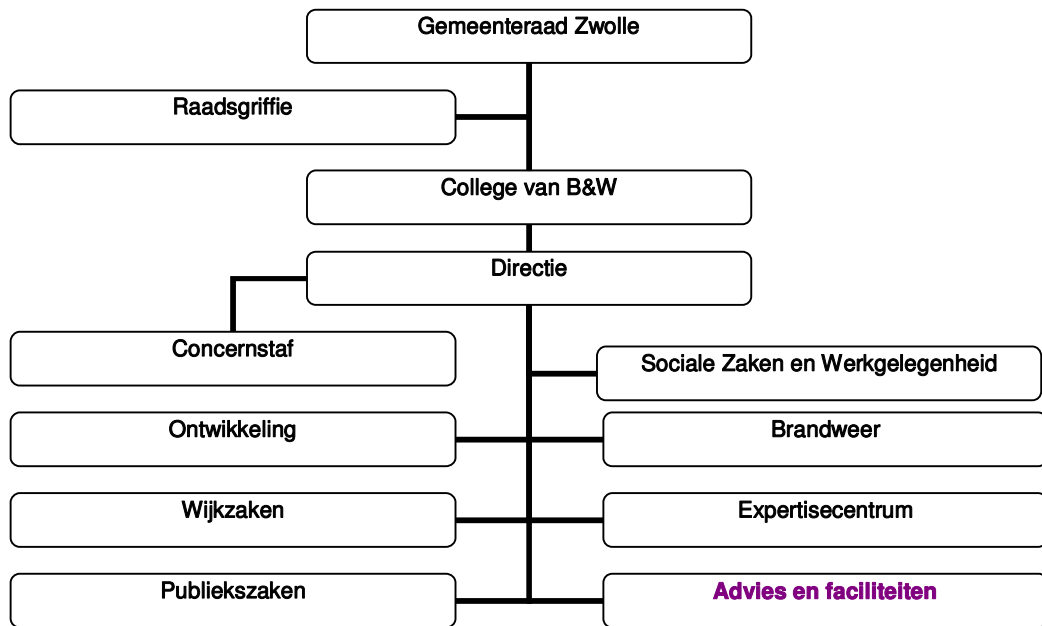 Gemeenteraad Zwolle
Raadsgriffie
College van B&W
Directie
Concernstaf
Sociale Zaken en Werkgelegenheid
Ontwikkeling
Brandweer
Wijkzaken
Expertisecentrum
Publiekszaken
Advies en faciliteiten